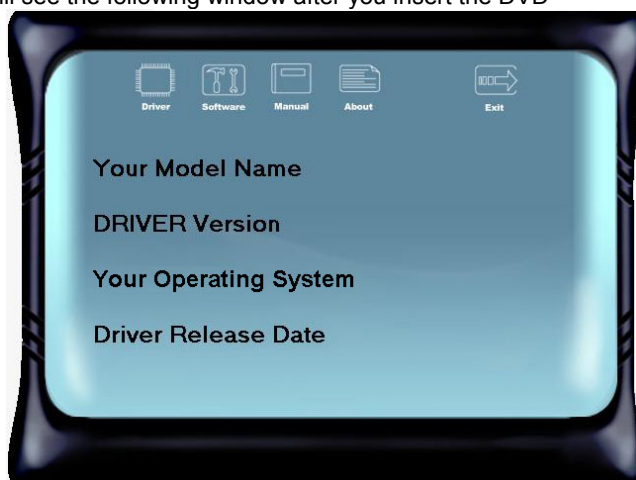 see the following window after you insert the DVD
Driver Software Manual About Exit
Your Model Name
DRIVER Version
Your Operating System
Driver Release Date